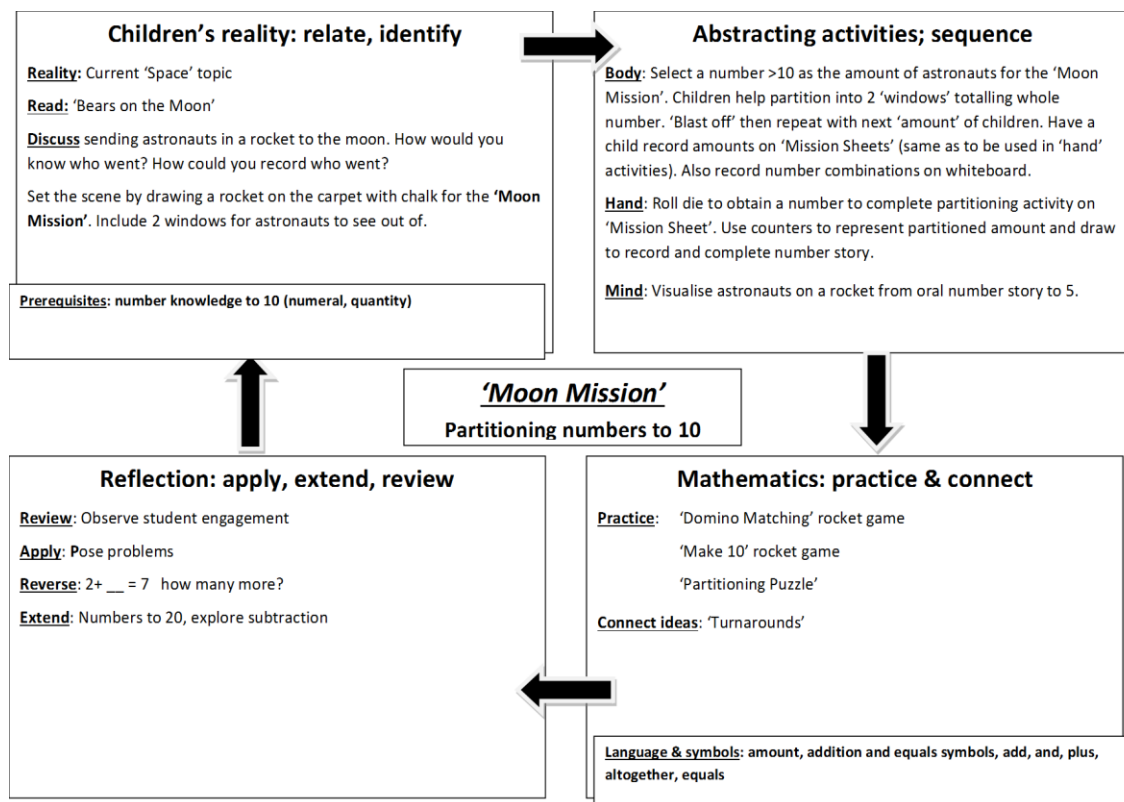 Children's reality: relate, identify
Reality: Current 'Space' topic
Read: 'Bears on the Moon'
Discuss sending astronauts in a rocket to the moon. How would you
know who went? How could you record who went?
Set the scene by drawing a rocket on the carpet with chalk for the 'Moon
Mission'. Include 2 windows for astronauts to see out of.
Prerequisites: number knowledge to 10 (numeral, quantity)
Abstracting activities; sequence
Body: Select a number >10 as the amount of astronauts for the 'Moon
Mission'. Children help partition into 2 'windows' totalling whole
number. 'Blast off' then repeat with next 'amount' of children. Have a
child record amounts on 'Mission Sheets' (same as to be used in 'hand'
activities). Also record number combinations on whiteboard.
Hand: Roll die to obtain a number to complete partitioning activity on
'Mission Sheet'. Use counters to represent partitioned amount and draw
to record and complete number story.
Mind: Visualise astronauts on a rocket from oral number story to 5.
'Moon Mission'
Partitioning numbers to 10
Reflection: apply, extend, review
Review: Observe student engagement
Apply: Pose problems
Reverse: 2+ __ = 7 how many more?
Extend: Numbers to 20, explore subtraction
Mathematics: practice & connect
Practice: 'Domino Matching' rocket game
'Make 10' rocket game
'Partitioning Puzzle'
Connect ideas: 'Turnarounds'
Language & symbols: amount, addition and equals symbols, add, and, plus,
altogether, equals